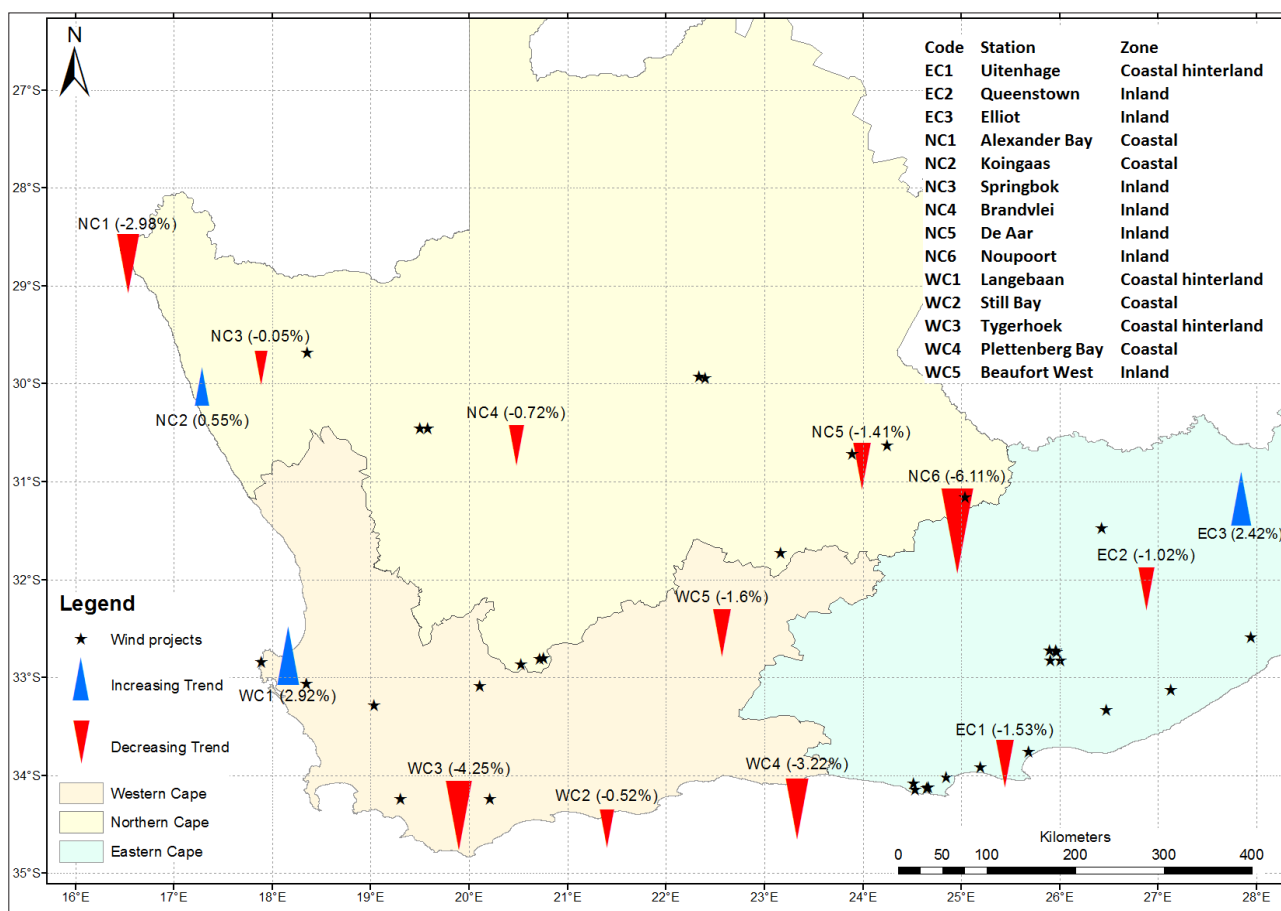 N
Code Station Zone
EC1 Uitenhage Coastal hinterland
EC2 Queenstown Inland
EC3 Elliot Inland
NC1 Alexander Bay Coastal
NC2 Koingaas Coastal
NC3 Springbok Inland
NC4 Brandvlei Inland
NC5 De Aar Inland
NC6 Noupoort Inland
WC1 Langebaan Coastal hinterland
WC2 Still Bay Coastal
WC3 Tygerhoek Coastal hinterland
WC4 Plettenberg Bay Coastal
WC5 Beaufort West Inland
27°S
28°S
NC1 (-2.98%)
29°S
NC3 (-0.05%)
30°S
NC2 (0.55%)
NC4 (-0.72%)
NC5 (-1.41%)
31°S
NC6 (-6.11%)
EC3 (2.42%)
EC2 (-1.02%)
32°S
WC5 (-1.6%)
Legend
Wind projects
33°S
WC1 (2.92%)
Increasing Trend
Decreasing Trend
EC1 (-1.53%)
34°S
WC3 (-4.25%)
WC4 (-3.22%)
WC2 (-0.52%)
Western Cape
Northern Cape
Eastern Cape
Kilometers
0 25 50 100 200 300 400
35°S
16°E 17°E 18°E 19°E 20°E 21°E 22°E 23°E 24°E 25°E 26°E 27°E 28°E